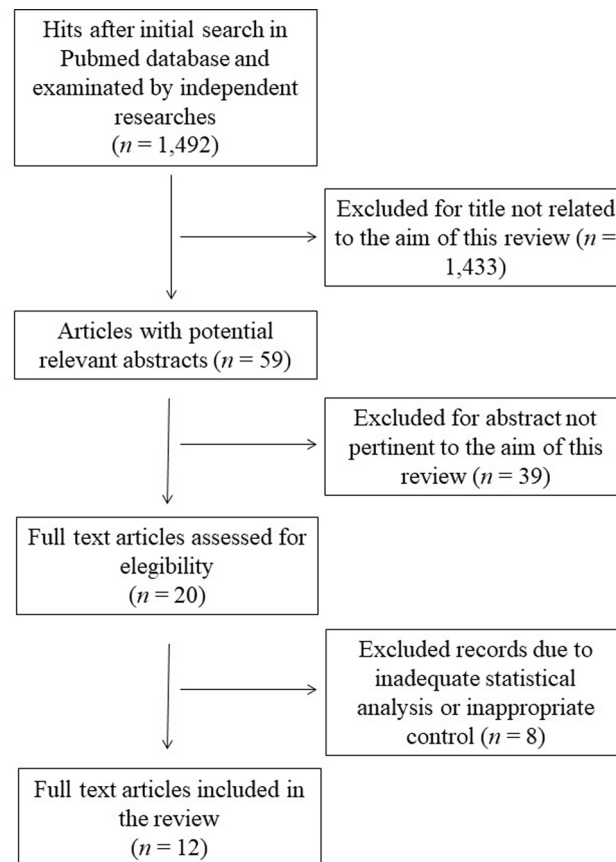 Hits after initial search in
Pubmed database and
examinated by independent
researches
(n = 1,492)
Excluded for title not related
to the aim of this review (n =
1,433)
Articles with potential
relevant abstracts (n = 59)
Excluded for abstract not
pertinent to the aim of this
review (n = 39)
Full text articles assessed for
elegibility
(n = 20)
Excluded records due to
inadequate statistical
analysis or inappropriate
control (n = 8)
Full text articles included in
the review
(n = 12)